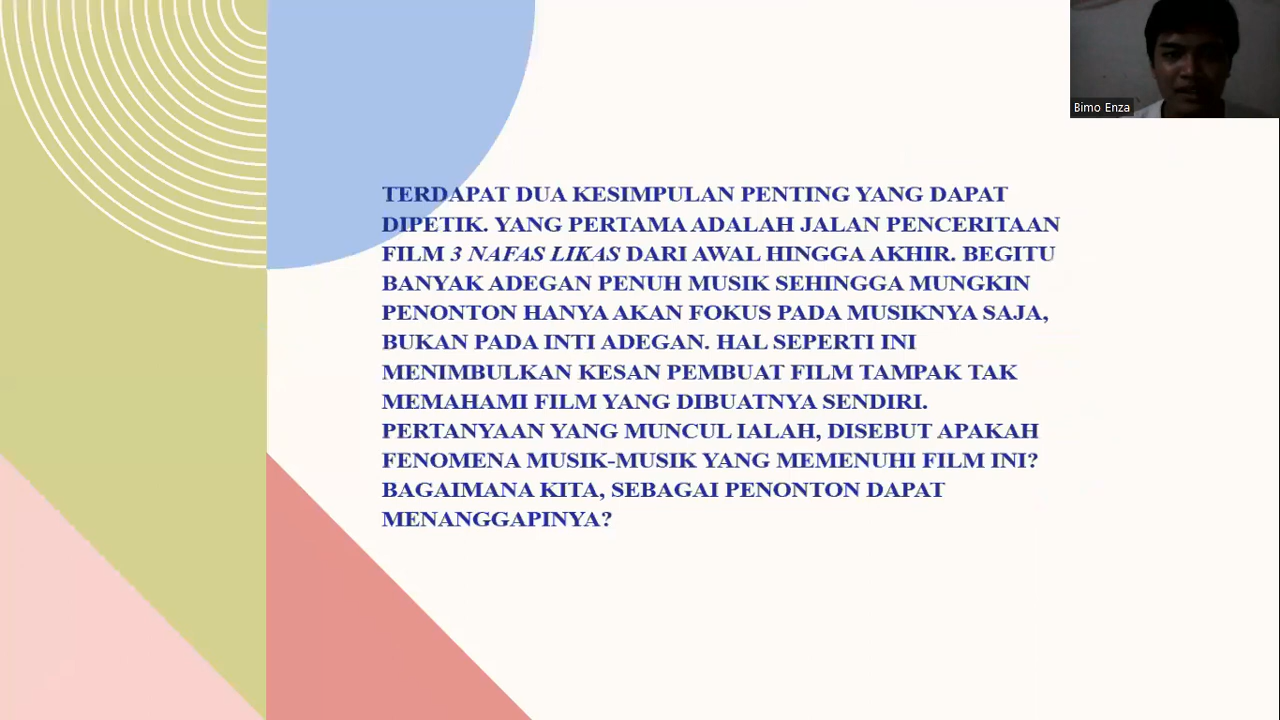 Bimo Enza
TERDAPAT DUA KESIMPULAN PENTING YANG DAPAT
DIPETIK. YANG PERTAMA ADALAH JALAN PENCERITAAN
FILM 3 NAFAS LIKAS DARI AWAL HINGGA AKHIR. BEGITU
BANYAK ADEGAN PENUH MUSIK SEHINGGA MUNGKIN
PENONTON HANYA AKAN FOKUS PADA MUSIKNYA SAJA,
BUKAN PADA INTI ADEGAN. HAL SEPERTI INI
MENIMBULKAN KESAN PEMBUAT FILM TAMPAK TAK
MEMAHAMI FILM YANG DIBUATNYA SENDIRI.
PERTANYAAN YANG MUNCUL IALAH, DISEBUT APAKAH
FENOMENA MUSIK-MUSIK YANG MEMENUHI FILM INI?
BAGAIMANA KITA, SEBAGAI PENONTON DAPAT
MENANGGAPINYA?